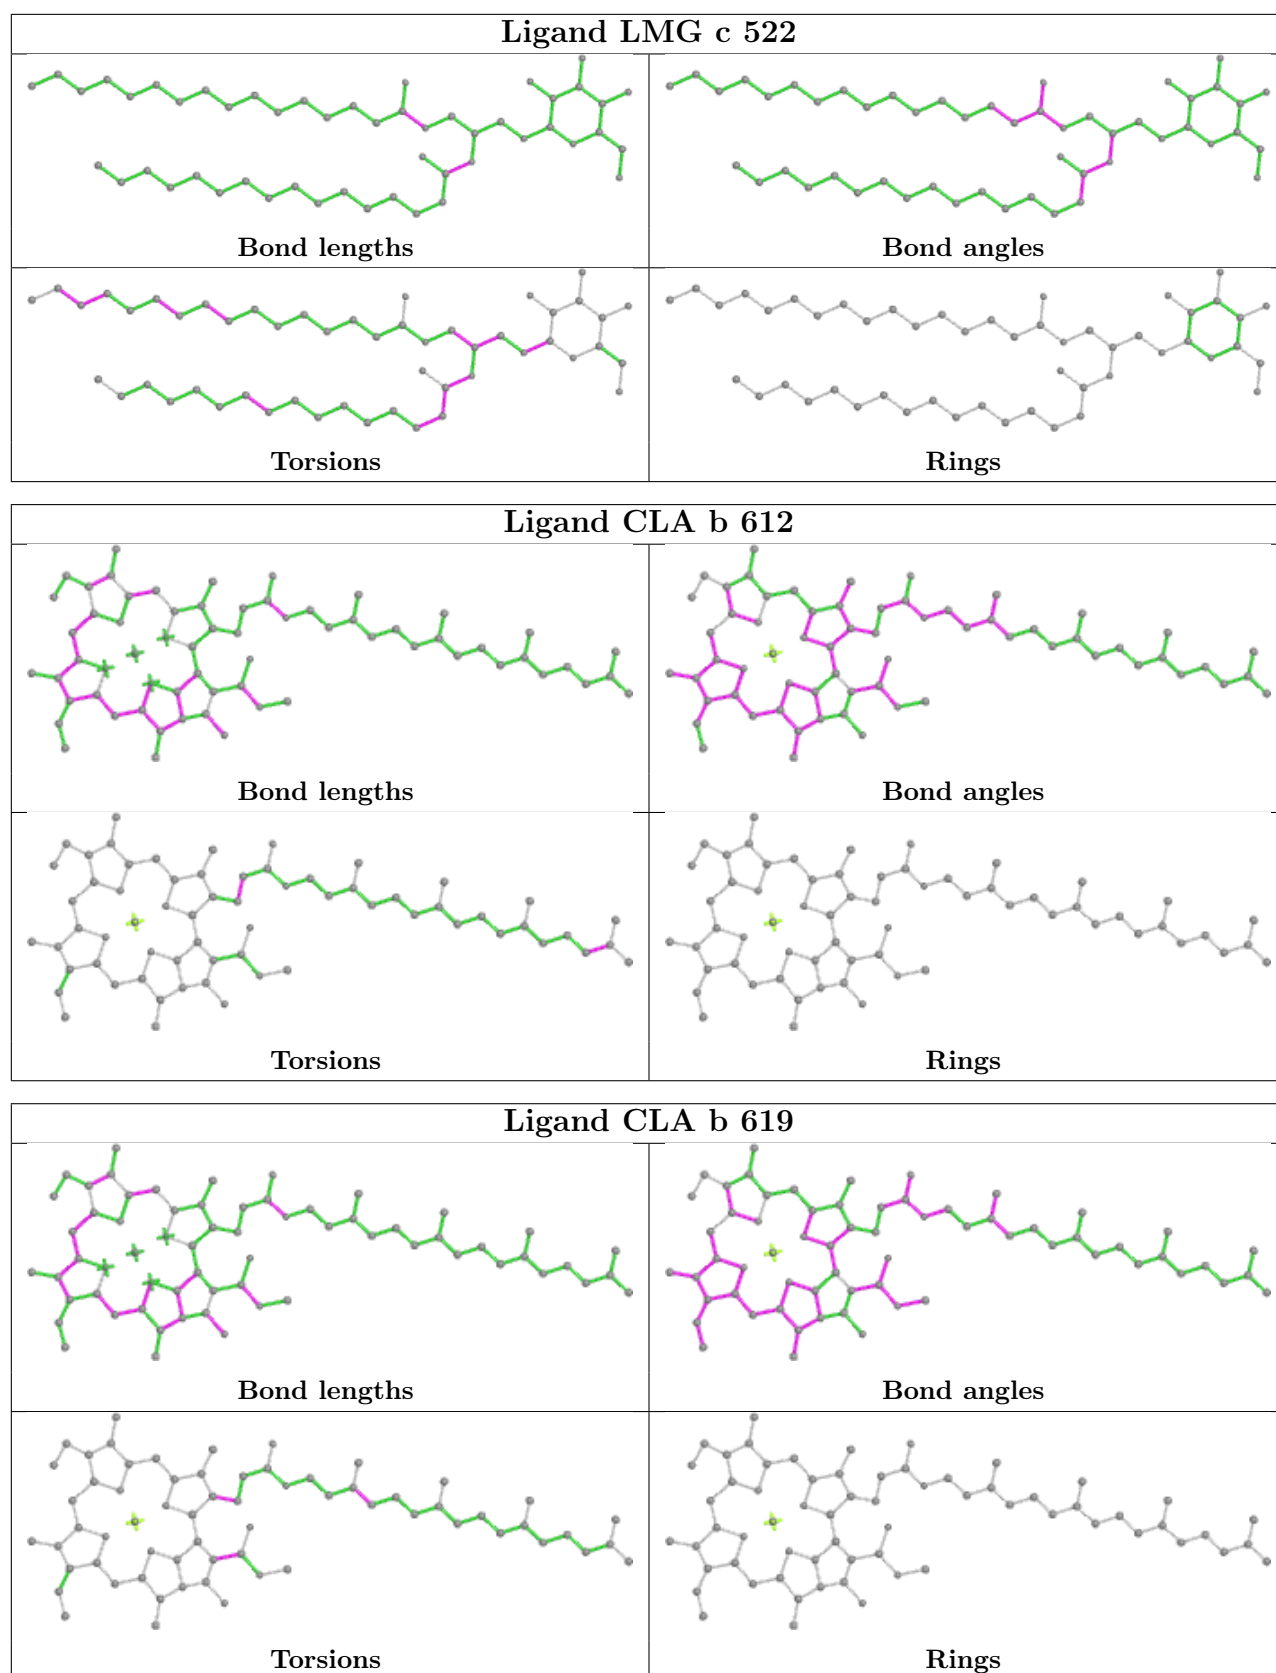 Ligand LMG c 522
Bond lengths
Bond angles
Torsions
Rings
Ligand CLA b 612
Bond lengths
Bond angles
Torsions
Rings
Ligand CLA b 619
Bond lengths
Bond angles
Torsions
Rings